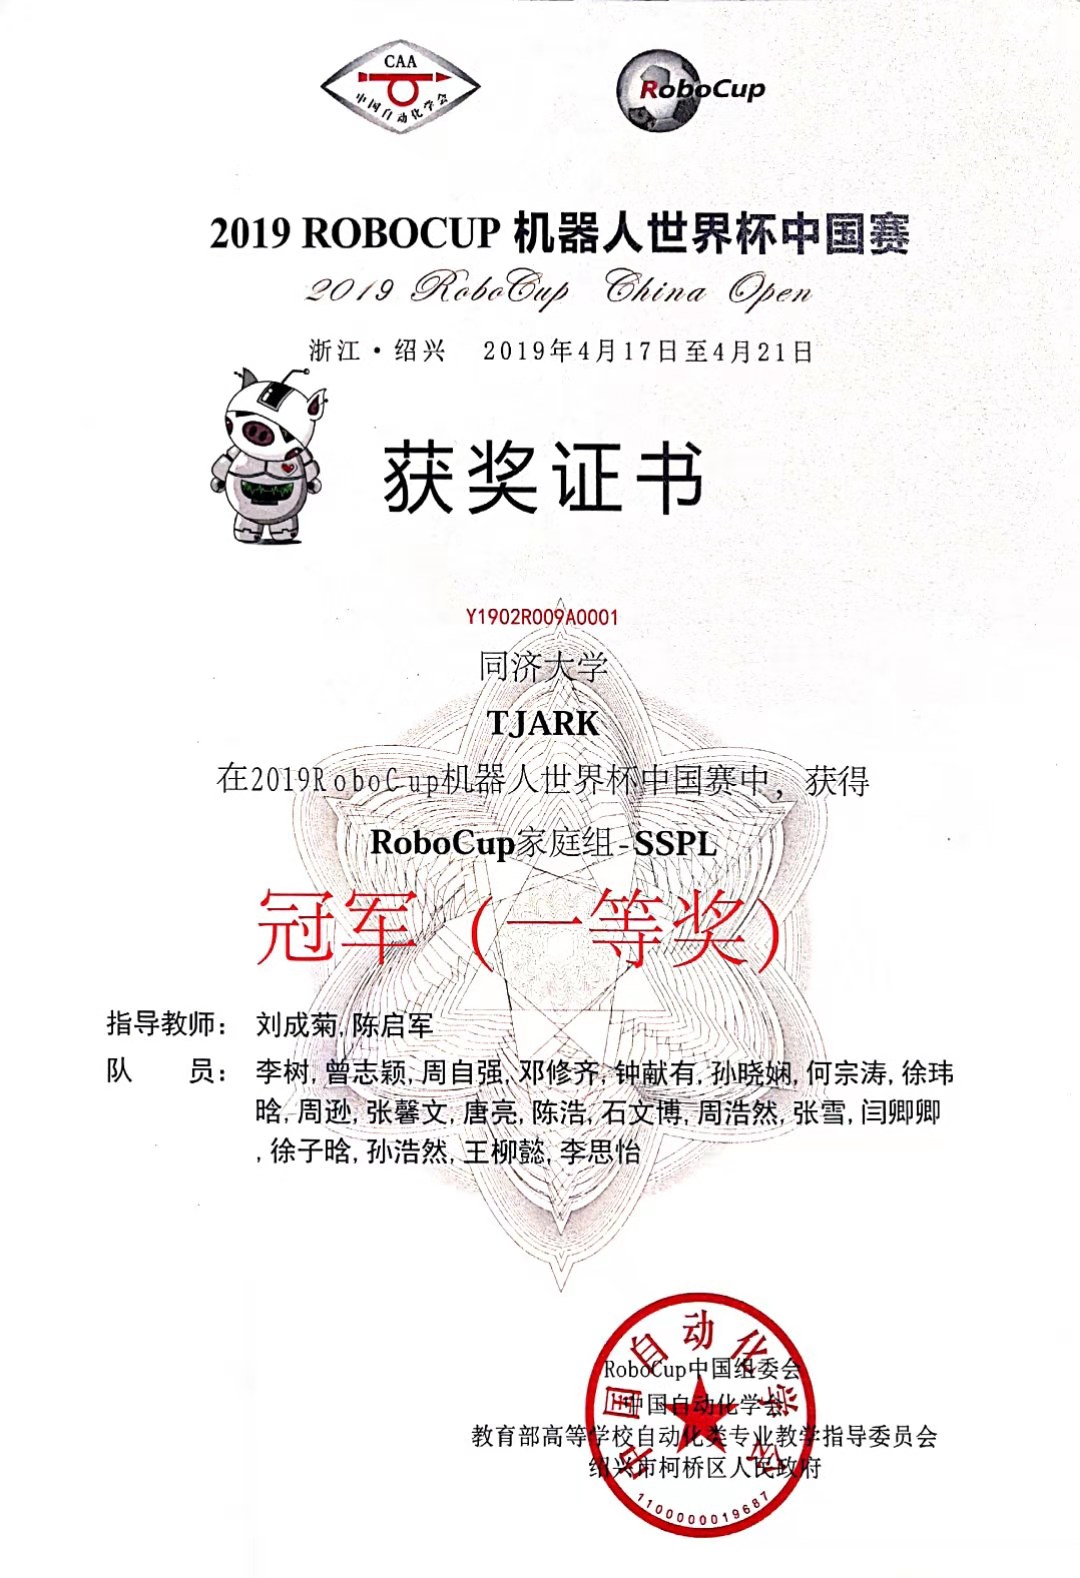 CAA
中国自动化学会
RoboCup
2019 ROBOCUP 机器人世界杯中国赛
2019 RoboCup China Open
浙江·绍兴 2019年4月17日至4月21日
获奖证书
Y1902R009A0001
同济大学
TJARK
在2019RoboCup机器人世界杯中国赛中，获得
RoboCup家庭组-SSPL
冠军（一等奖）
指导教师： 刘成菊,陈启军
队 员： 李树,曾志颖,周自强,邓修齐,钟献有,孙晓娴,何宗涛,徐玮
晗,周逊,张馨文,唐亮,陈浩,石文博,周浩然,张雪,闫卿卿
,徐子晗,孙浩然,王柳懿,李思怡
中国自动化学会
RoboCup中国组委会
中国自动化学会
教育部高等学校自动化类专业教学指导委员会
绍兴市柯桥区人民政府
1100000019687